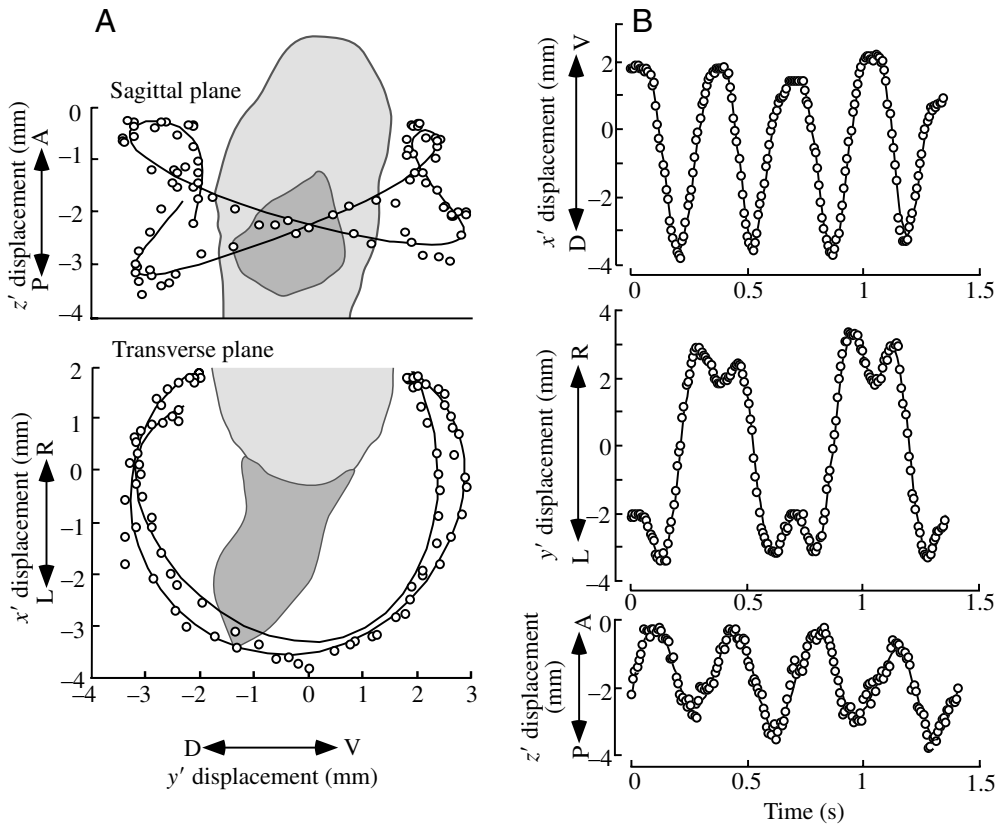 A
Sagittal plane
z′ displacement (mm)
P A
0
−1
−2
−3
−4
Transverse plane
x′ displacement (mm)
L R
2
1
0
−1
−2
−3
−4
−4 −3 −2 −1 0 1 2 3
D V
y′ displacement (mm)
B
x′ displacement (mm)
D V
2
0
−2
−4
0 0.5 1 1.5
y′ displacement (mm)
L R
4
2
0
−2
−4
0 0.5 1 1.5
z′ displacement
(mm)
P A
0
−2
−4
0 0.5 1 1.5
Time (s)